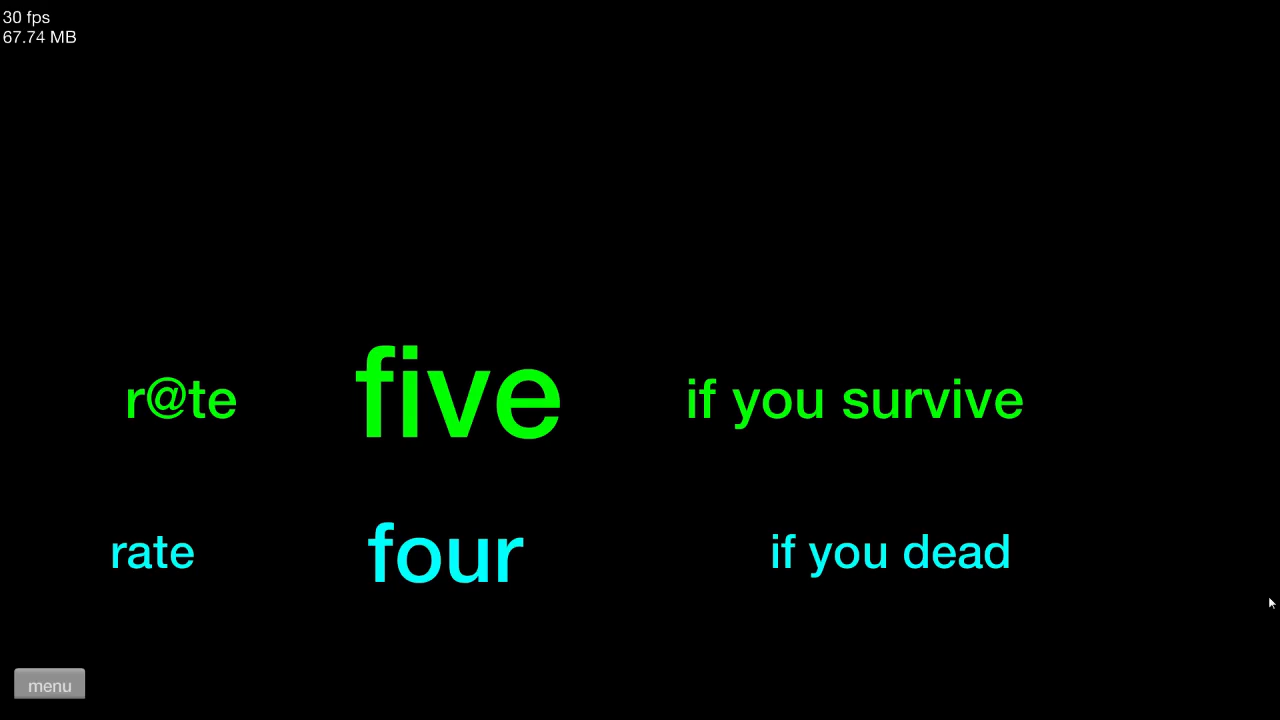 30 fps
67.74 MB
r@te five if you survive
rate four if you dead
menu